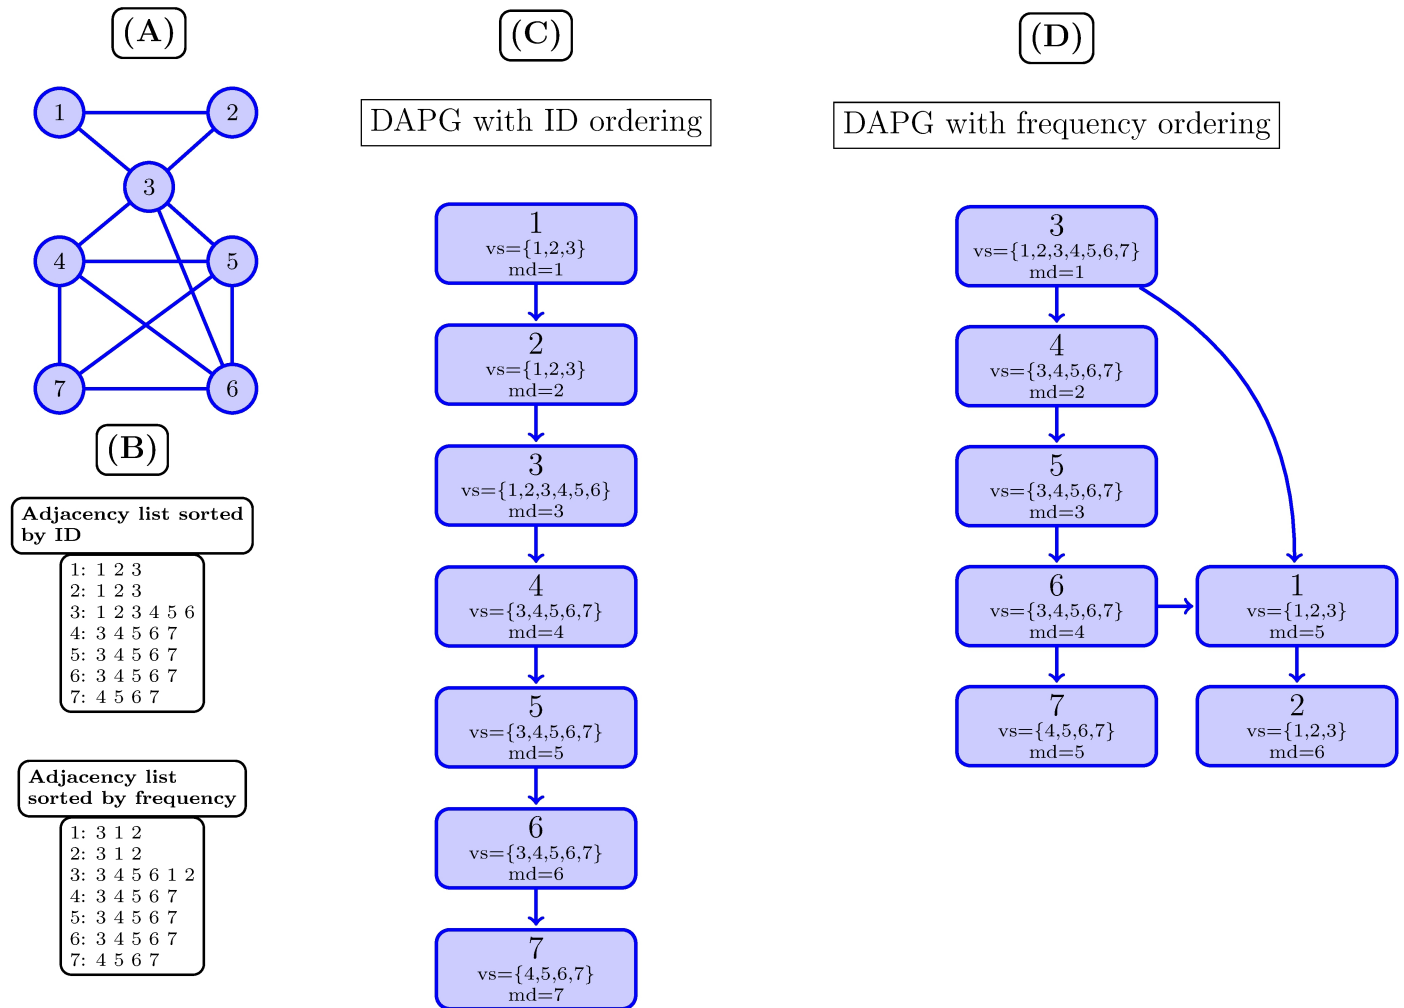 (A)
1
2
3
4
5
7
6
(B)
Adjacency list sorted
by ID
1: 1 2 3
2: 1 2 3
3: 1 2 3 4 5 6
4: 3 4 5 6 7
5: 3 4 5 6 7
6: 3 4 5 6 7
7: 4 5 6 7
Adjacency list
sorted by frequency
1: 3 1 2
2: 3 1 2
3: 3 4 5 6 1 2
4: 3 4 5 6 7
5: 3 4 5 6 7
6: 3 4 5 6 7
7: 4 5 6 7
(C)
DAPG with ID ordering
1
vs={1,2,3}
md=1
2
vs={1,2,3}
md=2
3
vs={1,2,3,4,5,6}
md=3
4
vs={3,4,5,6,7}
md=4
5
vs={3,4,5,6,7}
md=5
6
vs={3,4,5,6,7}
md=6
7
vs={4,5,6,7}
md=7
(D)
DAPG with frequency ordering
3
vs={1,2,3,4,5,6,7}
md=1
4
vs={3,4,5,6,7}
md=2
5
vs={3,4,5,6,7}
md=3
6
vs={3,4,5,6,7}
md=4
1
vs={1,2,3}
md=5
7
vs={4,5,6,7}
md=5
2
vs={1,2,3}
md=6